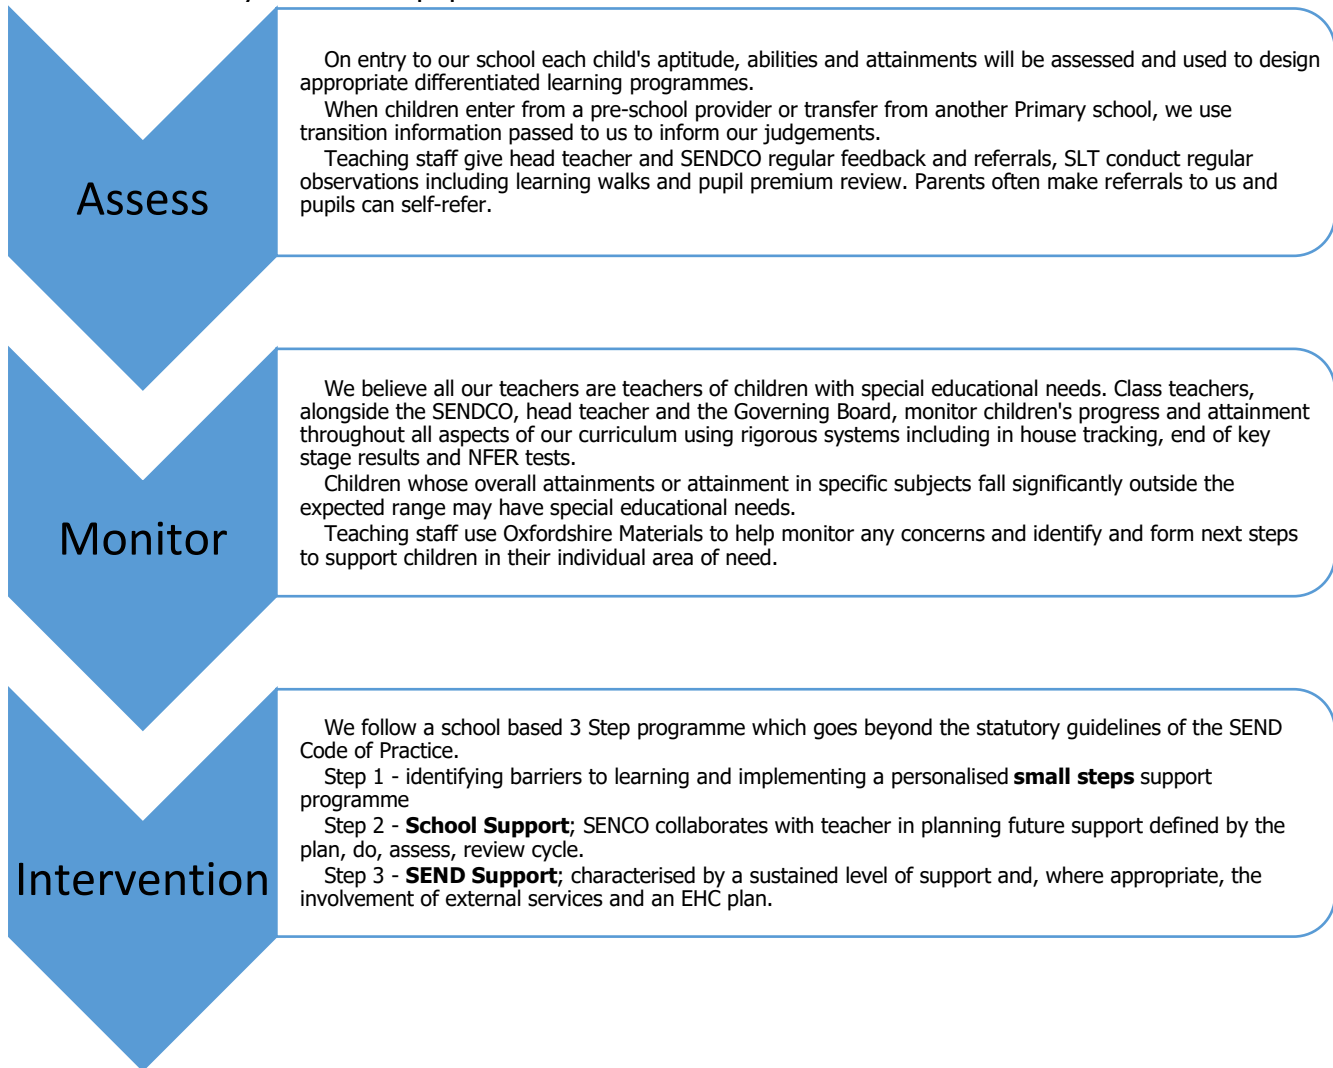 Assess
On entry to our school each child's aptitude, abilities and attainments will be assessed and used to design
appropriate differentiated learning programmes.
When children enter from a pre-school provider or transfer from another Primary school, we use
transition information passed to us to inform our judgements.
Teaching staff give head teacher and SENDCO regular feedback and referrals, SLT conduct regular
observations including learning walks and pupil premium review. Parents often make referrals to us and
pupils can self-refer.
Monitor
We believe all our teachers are teachers of children with special educational needs. Class teachers,
alongside the SENDCO, head teacher and the Governing Board, monitor children's progress and attainment
throughout all aspects of our curriculum using rigorous systems including in house tracking, end of key
stage results and NFER tests.
Children whose overall attainments or attainment in specific subjects fall significantly outside the
expected range may have special educational needs.
Teaching staff use Oxfordshire Materials to help monitor any concerns and identify and form next steps
to support children in their individual area of need.
Intervention
We follow a school based 3 Step programme which goes beyond the statutory guidelines of the SEND
Code of Practice.
Step 1 - identifying barriers to learning and implementing a personalised small steps support
programme
Step 2 - School Support; SENCO collaborates with teacher in planning future support defined by the
plan, do, assess, review cycle.
Step 3 - SEND Support; characterised by a sustained level of support and, where appropriate, the
involvement of external services and an EHC plan.